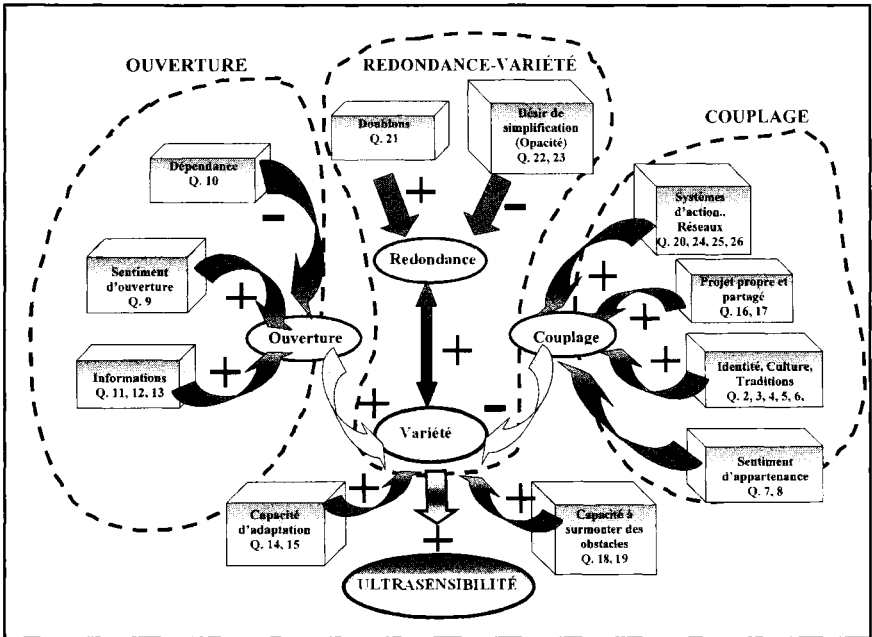 OUVERTURE
REDONDANCE-VARIÉTÉ
COUPLAGE
Doublons
Q. 21
Désir de
simplification
(Opacité)
Q. 22, 23
Dépendance
Q. 10
−
+
−
Systèmes
d'action..
Réseaux
Q. 20, 24, 25, 26
Sentiment
d'ouverture
Q. 9
+
Redondance
+
Projet propre et
partagé
Q. 16, 17
+
Ouverture
+
Couplage
Informations
Q. 11, 12, 13
+
+
Identité, Culture,
Traditions
Q. 2, 3, 4, 5, 6,
+
−
+
Variété
Sentiment
d'appartenance
Q. 7, 8
Capacité
d'adaptation
Q. 14, 15
+
+
Capacité à
surmonter des
obstacles
Q. 18, 19
+
ULTRASENSIBILITÉ